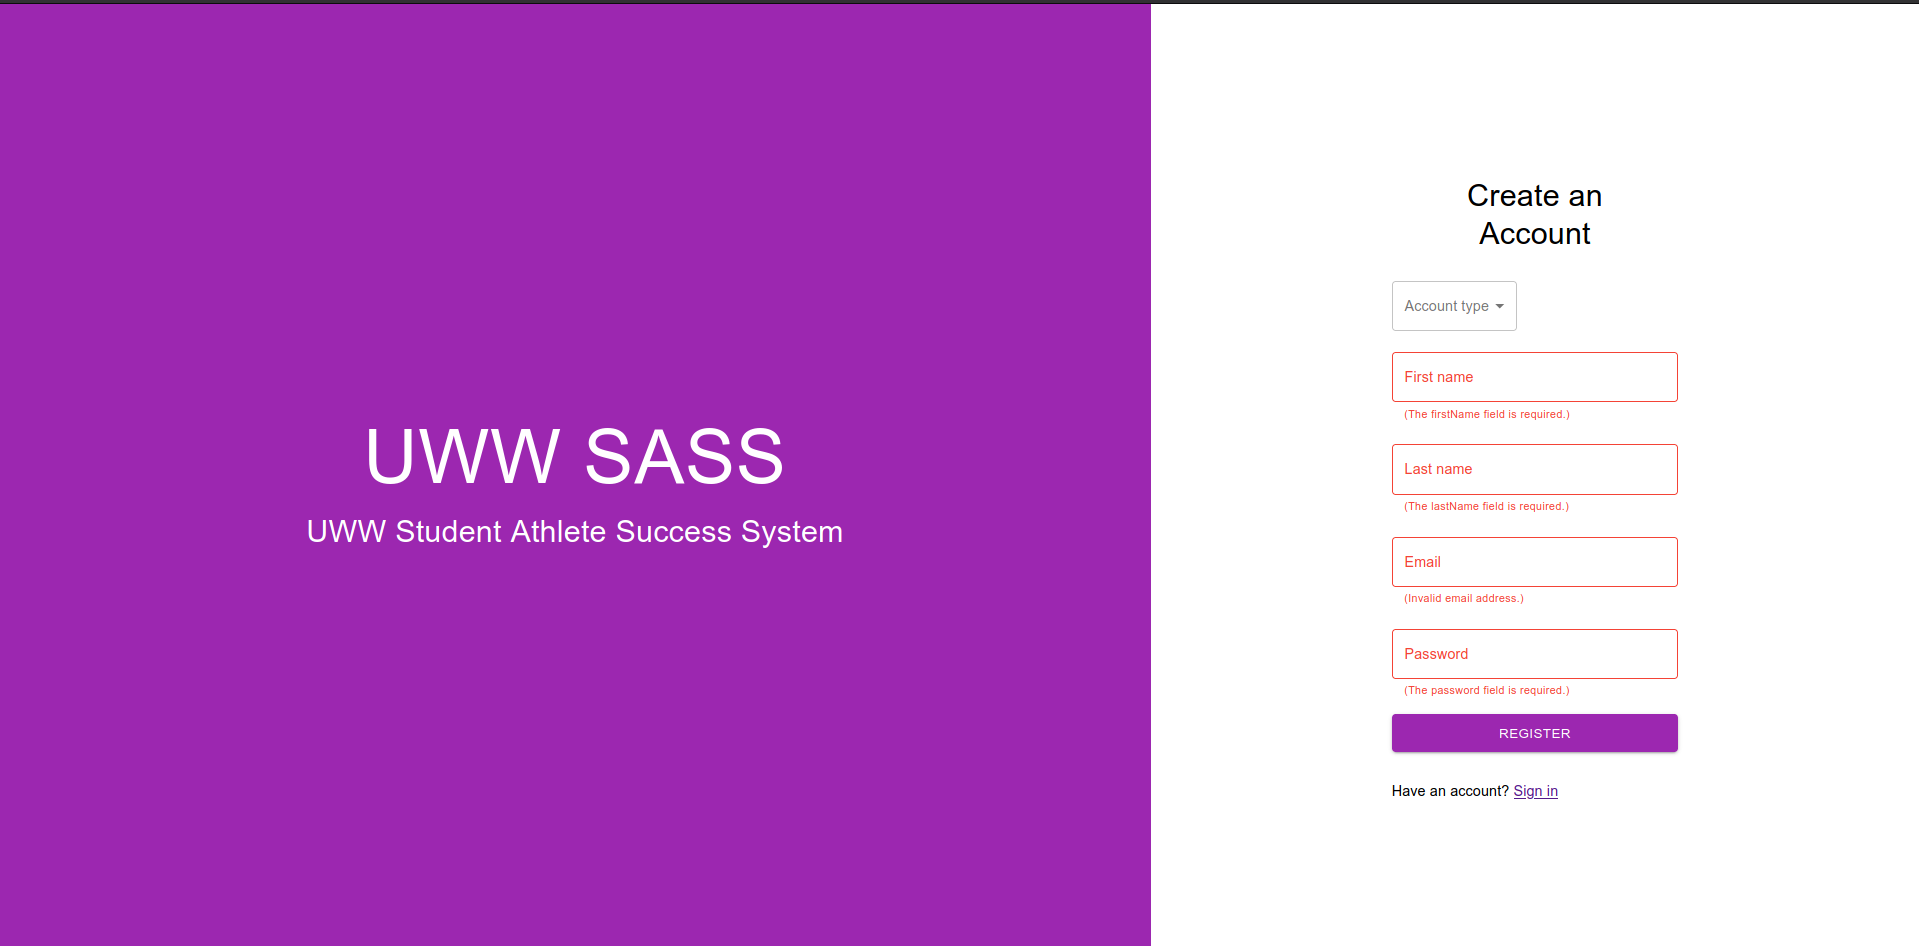 UWW SASS
UWW Student Athlete Success System
Create an
Account
Account type
First name
(The firstName field is required.)
Last name
(The lastName field is required.)
Email
(Invalid email address.)
Password
(The password field is required.)
REGISTER
Have an account? Sign in